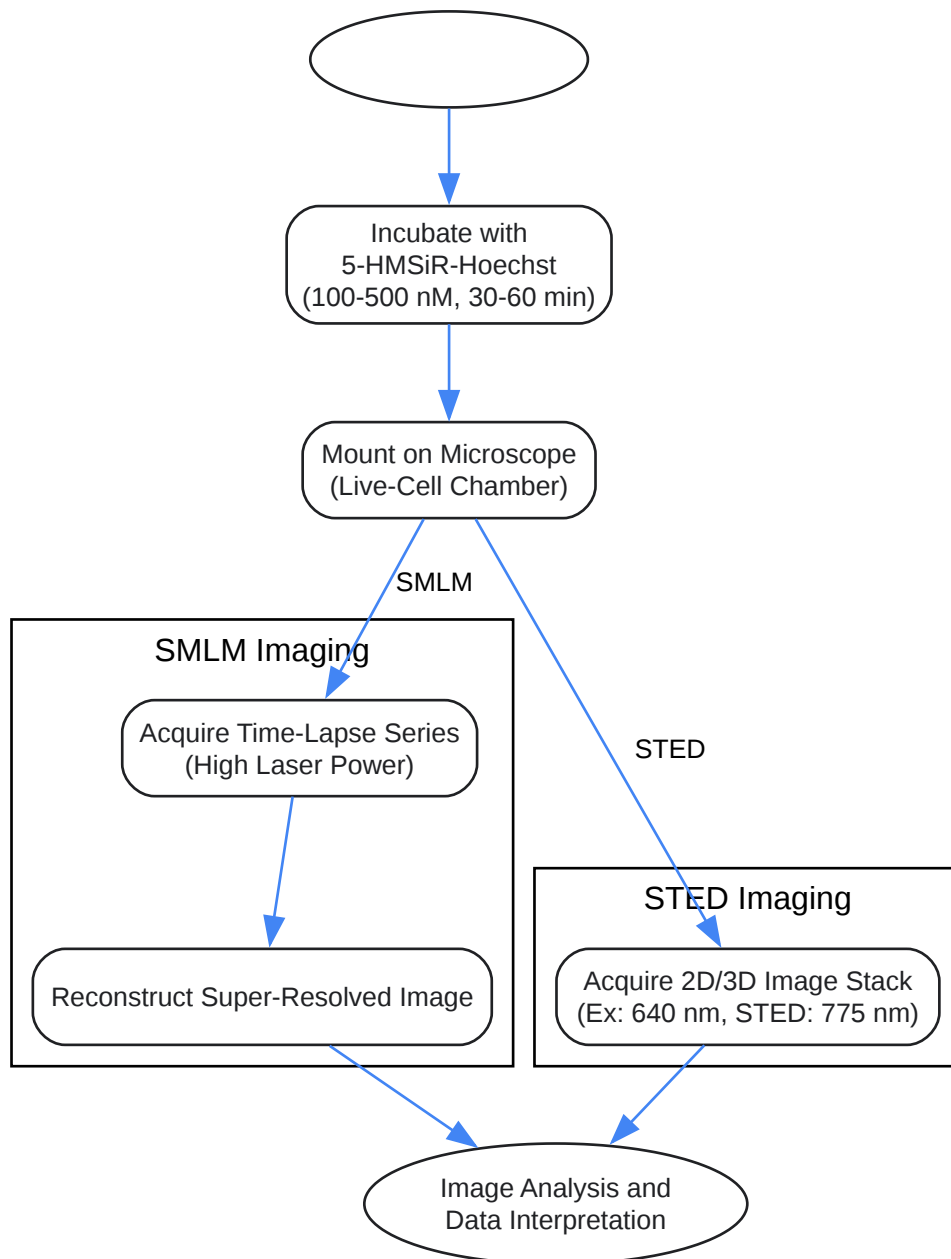 Incubate with
5-HMSiR-Hoechst
(100-500 nM, 30-60 min)
Mount on Microscope
(Live-Cell Chamber)
SMLM
SMLM Imaging
Acquire Time-Lapse Series
(High Laser Power)
STED
STED Imaging
Reconstruct Super-Resolved Image
Acquire 2D/3D Image Stack
(Ex: 640 nm, STED: 775 nm)
Image Analysis and
Data Interpretation